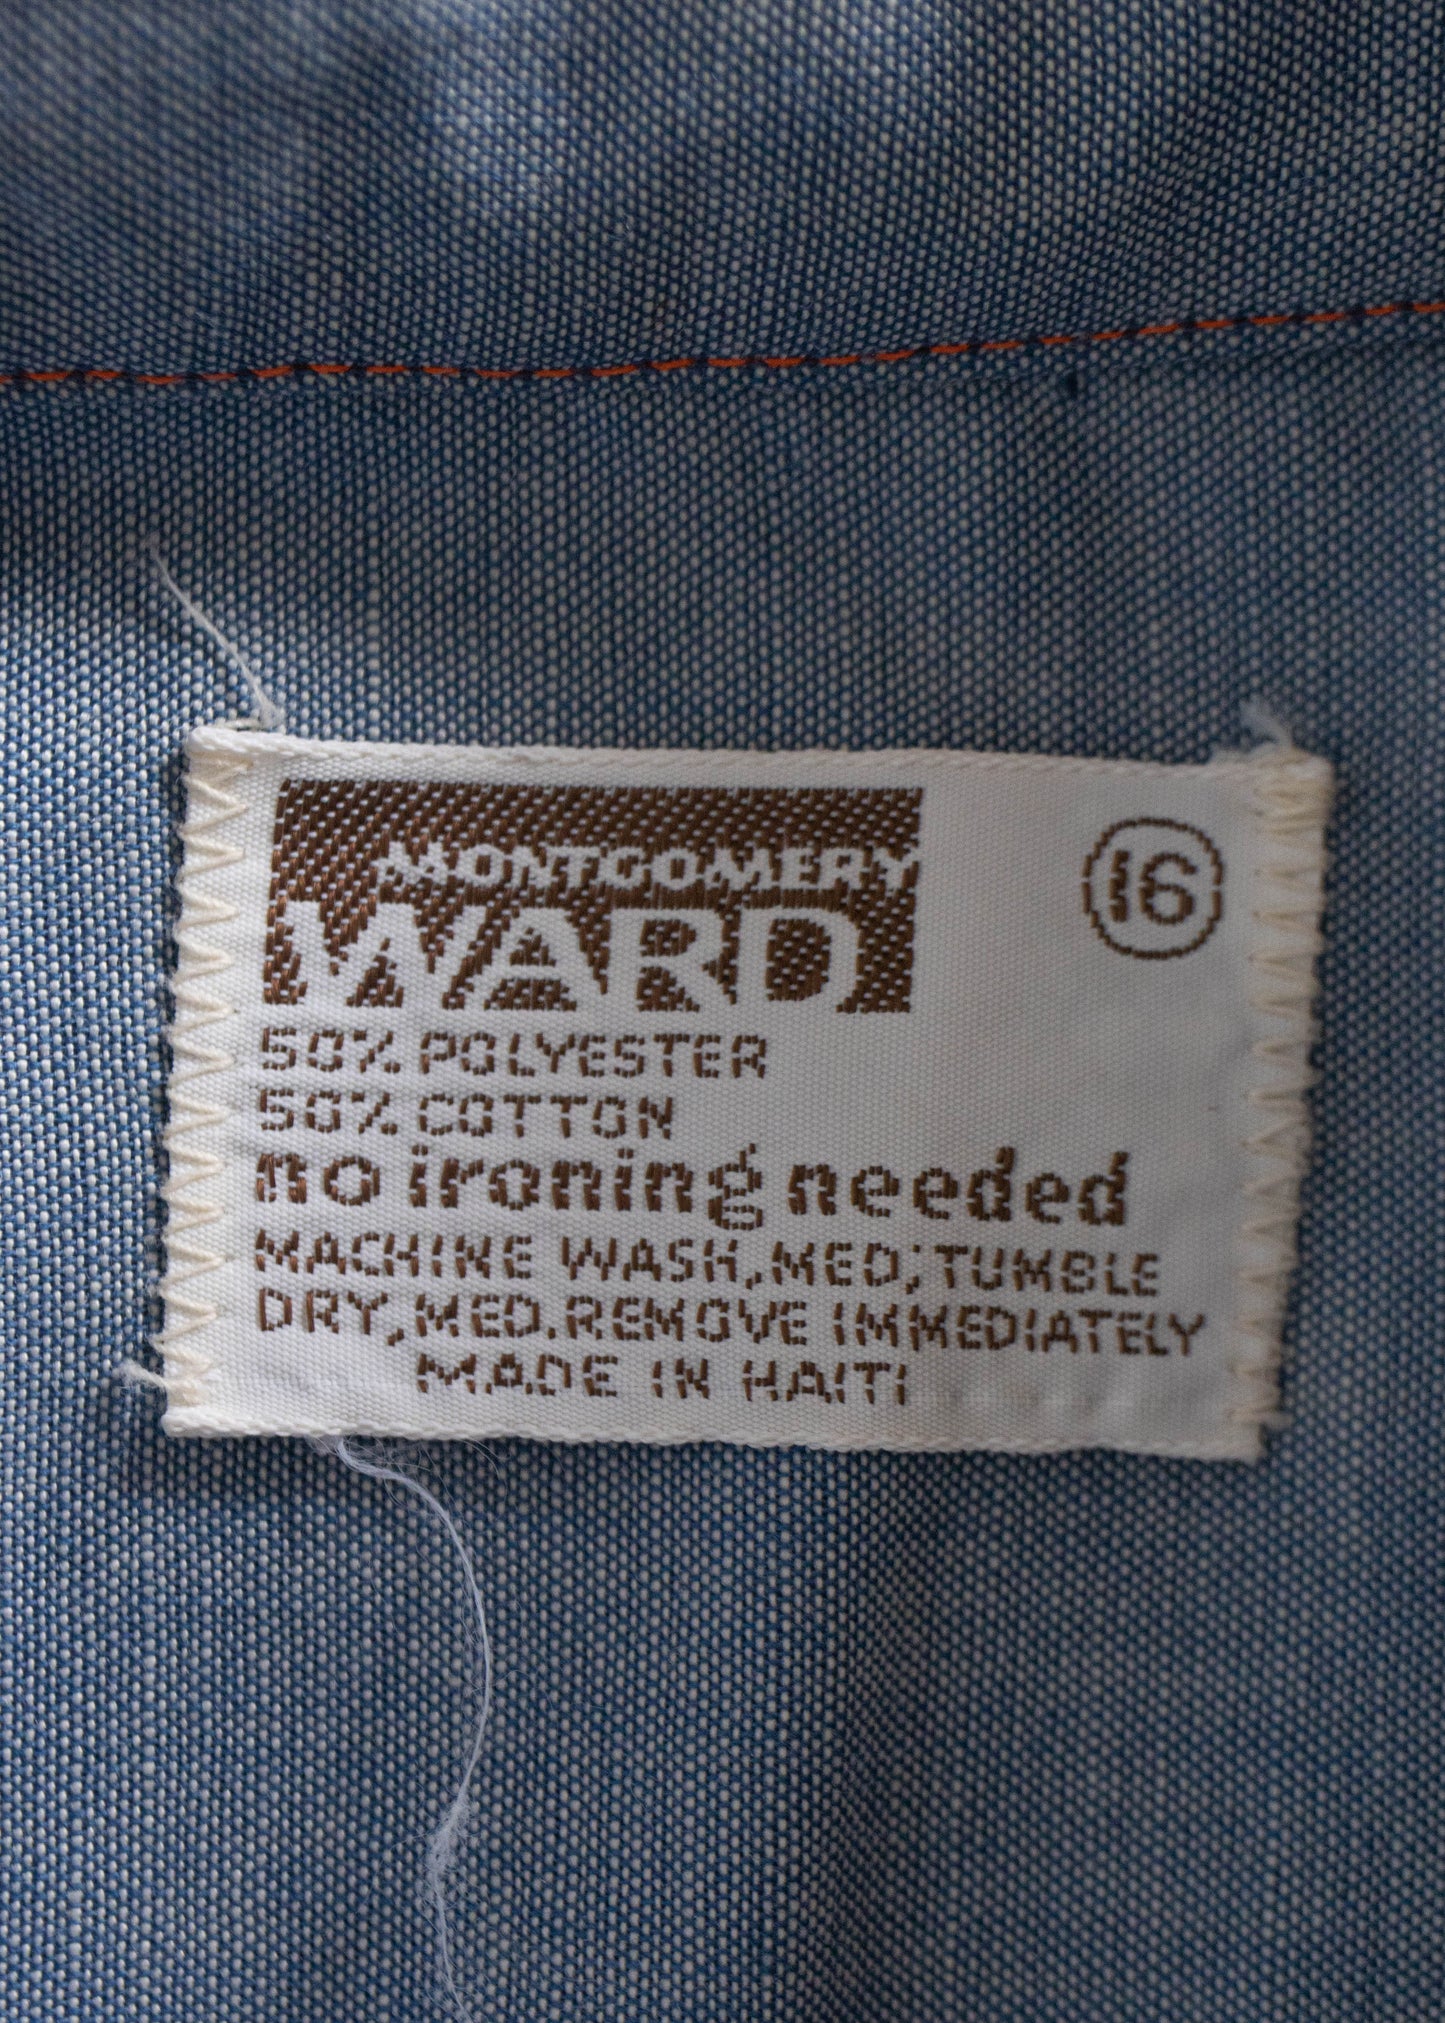 MONTGOMERY
WARD
16
50% POLYESTER
50% COTTON
no ironing needed
MACHINE WASH, MED; TUMBLE
DRY, MED. REMOVE IMMEDIATELY
MADE IN HAITI